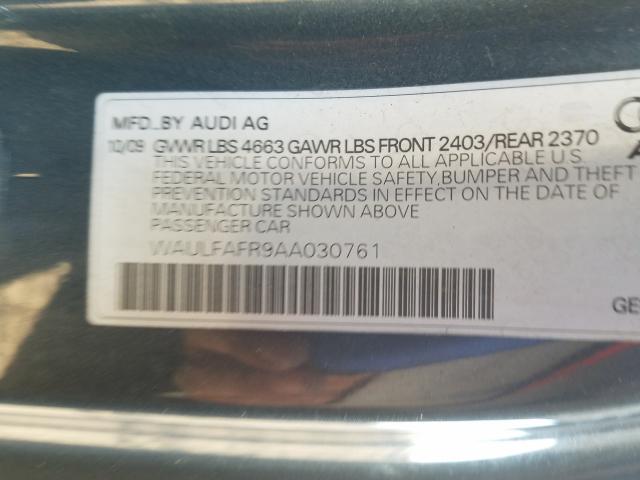 MFD. BY AUDI AG
10/09 GVWR LBS 4663 GAWR LBS FRONT 2403/REAR 2370
THIS VEHICLE CONFORMS TO ALL APPLICABLE U S
FEDERAL MOTOR VEHICLE SAFETY,BUMPER AND THEFT
PREVENTION STANDARDS IN EFFECT ON THE DATE OF
MANUFACTURE SHOWN ABOVE
PASSENGER CAR
WAULFAFR9AA030761
GE